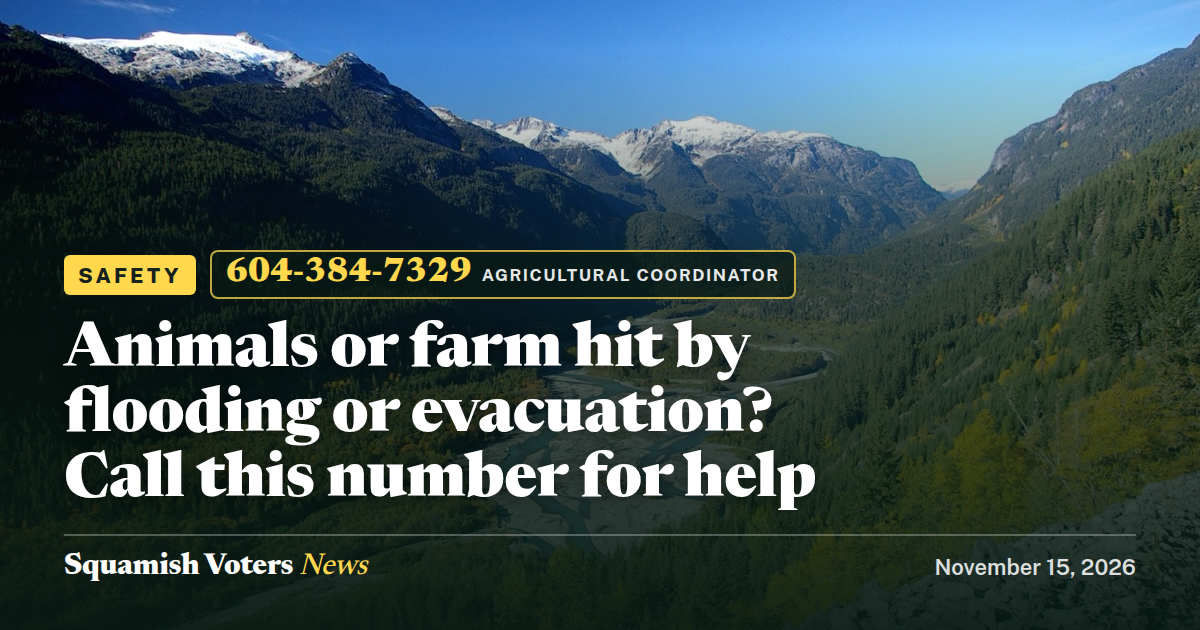 SAFETY
604-384-7329 AGRICULTURAL COORDINATOR
Animals or farm hit by
flooding or evacuation?
Call this number for help
Squamish Voters News
November 15, 2026